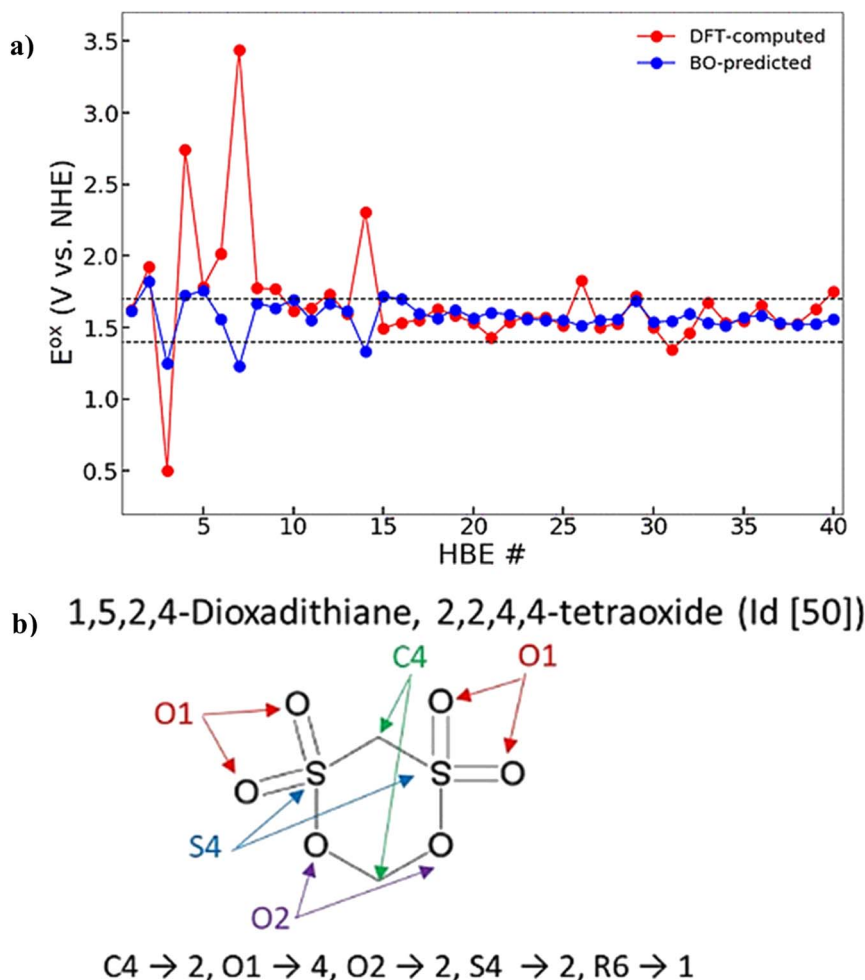 a)
3.5
3.0
2.5
2.0
1.5
1.0
0.5
E^ox (V vs. NHE)
DFT-computed
BO-predicted
5 10 15 20 25 30 35 40
HBE #
b) 1,5,2,4-Dioxadithiane, 2,2,4,4-tetraoxide (Id [50])
C4
O1
O1
O
O
O
S
S
O
S4
O
O
O2
C4 → 2, O1 → 4, O2 → 2, S4 → 2, R6 → 1